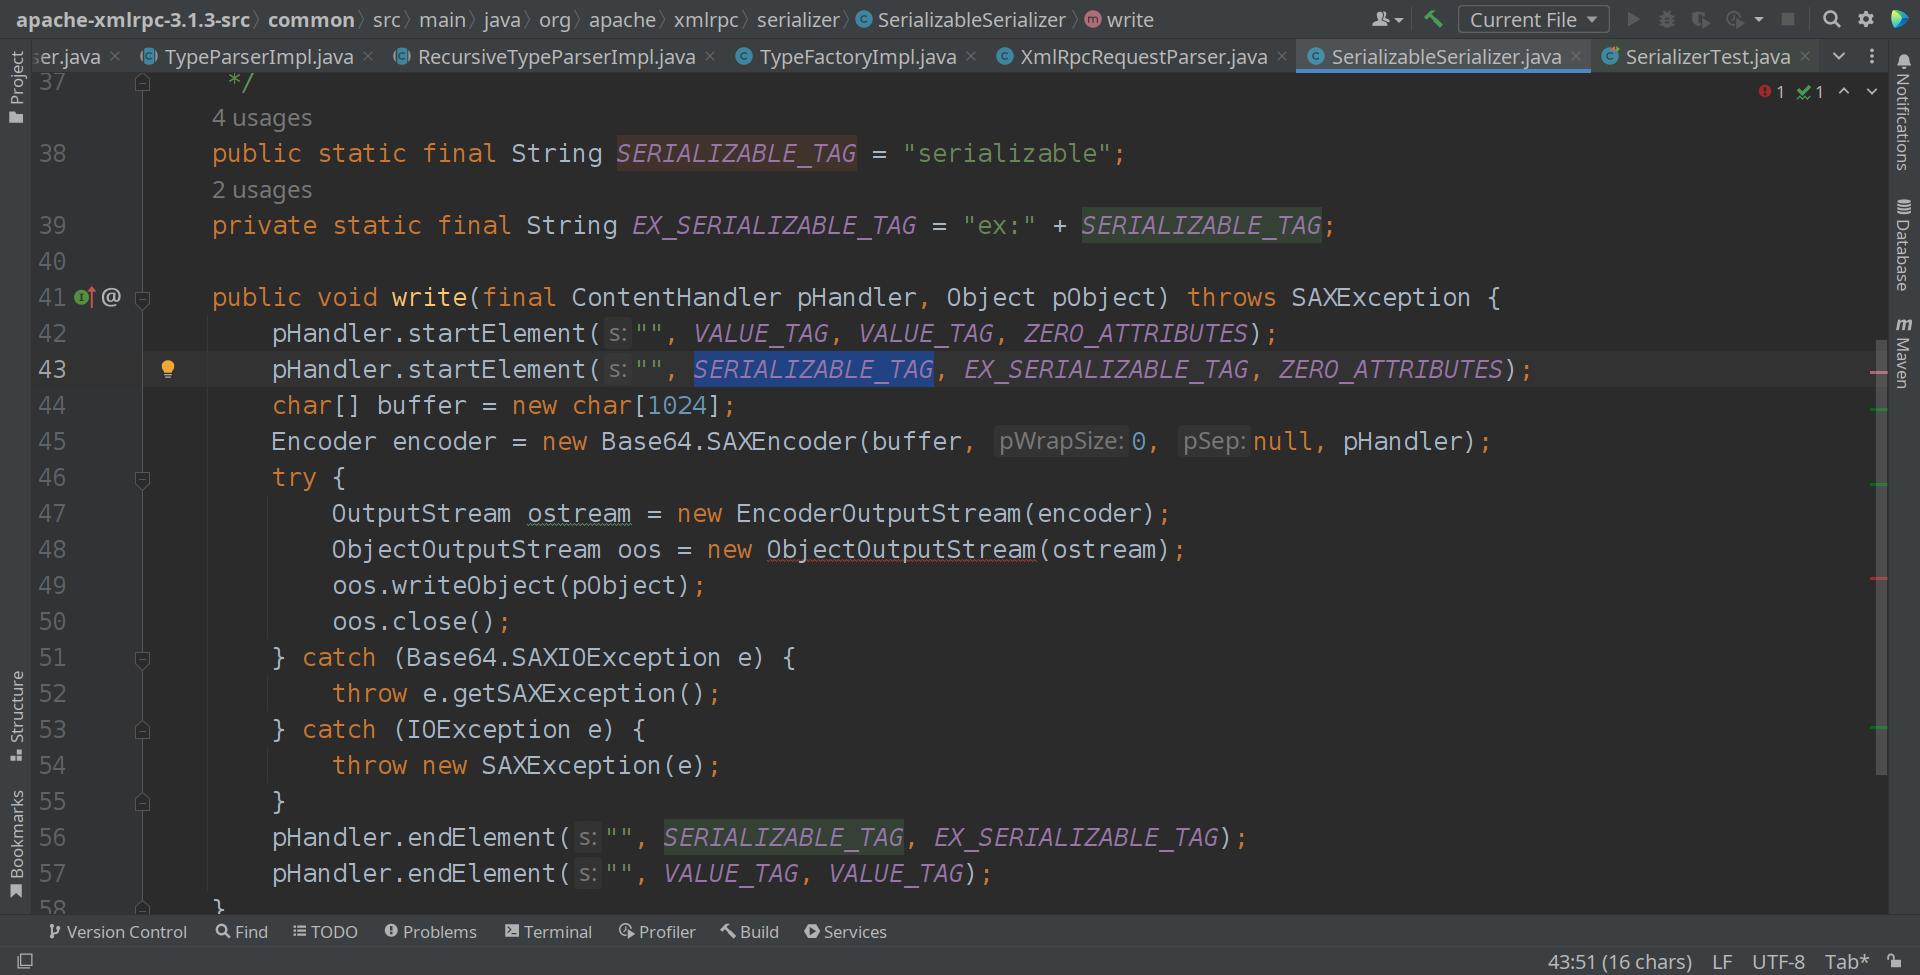 apache-xmlrpc-3.1.3-src common src main java org apache xmlrpc serializer SerializableSerializer write Current File
er.java TypeParserImpl.java RecursiveTypeParserImpl.java TypeFactoryImpl.java XmlRpcRequestParser.java SerializableSerializer.java SerializerTest.java
Project
Structure
Bookmarks
Notifications
Database
Maven
1 1
37 */
4 usages
38 public static final String SERIALIZABLE_TAG = "serializable";
2 usages
39 private static final String EX_SERIALIZABLE_TAG = "ex:" + SERIALIZABLE_TAG;
40
41 @ public void write(final ContentHandler pHandler, Object pObject) throws SAXException {
42 pHandler.startElement( s: "", VALUE_TAG, VALUE_TAG, ZERO_ATTRIBUTES);
43 pHandler.startElement( s: "", SERIALIZABLE_TAG, EX_SERIALIZABLE_TAG, ZERO_ATTRIBUTES);
44 char[] buffer = new char[1024];
45 Encoder encoder = new Base64.SAXEncoder(buffer, pWrapSize: 0, pSep: null, pHandler);
46 try {
47 OutputStream ostream = new EncoderOutputStream(encoder);
48 ObjectOutputStream oos = new ObjectOutputStream(ostream);
49 oos.writeObject(pObject);
50 oos.close();
51 } catch (Base64.SAXIOException e) {
52 throw e.getSAXException();
53 } catch (IOException e) {
54 throw new SAXException(e);
55 }
56 pHandler.endElement( s: "", SERIALIZABLE_TAG, EX_SERIALIZABLE_TAG);
57 pHandler.endElement( s: "", VALUE_TAG, VALUE_TAG);
58 }
Version Control Find TODO Problems Terminal Profiler Build Services
43:51 (16 chars) LF UTF-8 Tab*